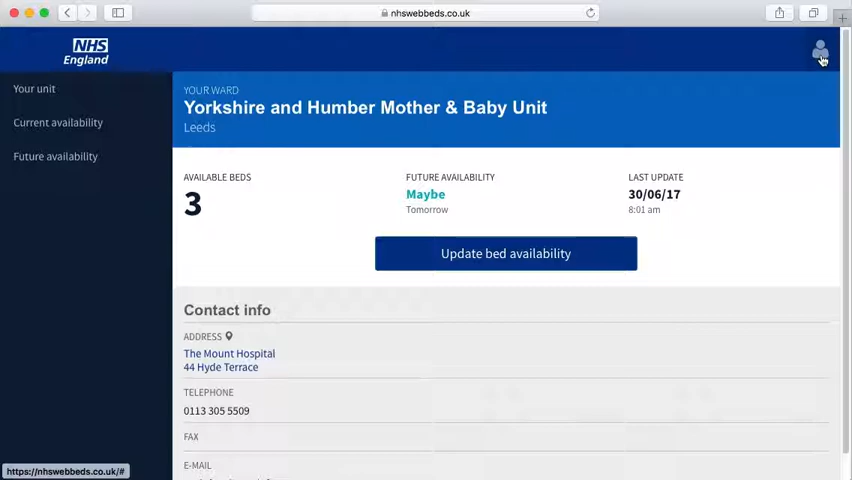 nhswebbeds.co.uk
NHS
England
Your unit
Current availability
Future availability
YOUR WARD
Yorkshire and Humber Mother & Baby Unit
Leeds
AVAILABLE BEDS
3
FUTURE AVAILABILITY
Maybe
Tomorrow
LAST UPDATE
30/06/17
8:01 am
Update bed availability
Contact info
ADDRESS
The Mount Hospital
44 Hyde Terrace
TELEPHONE
0113 305 5509
FAX
E-MAIL
https://nhswebbeds.co.uk/#